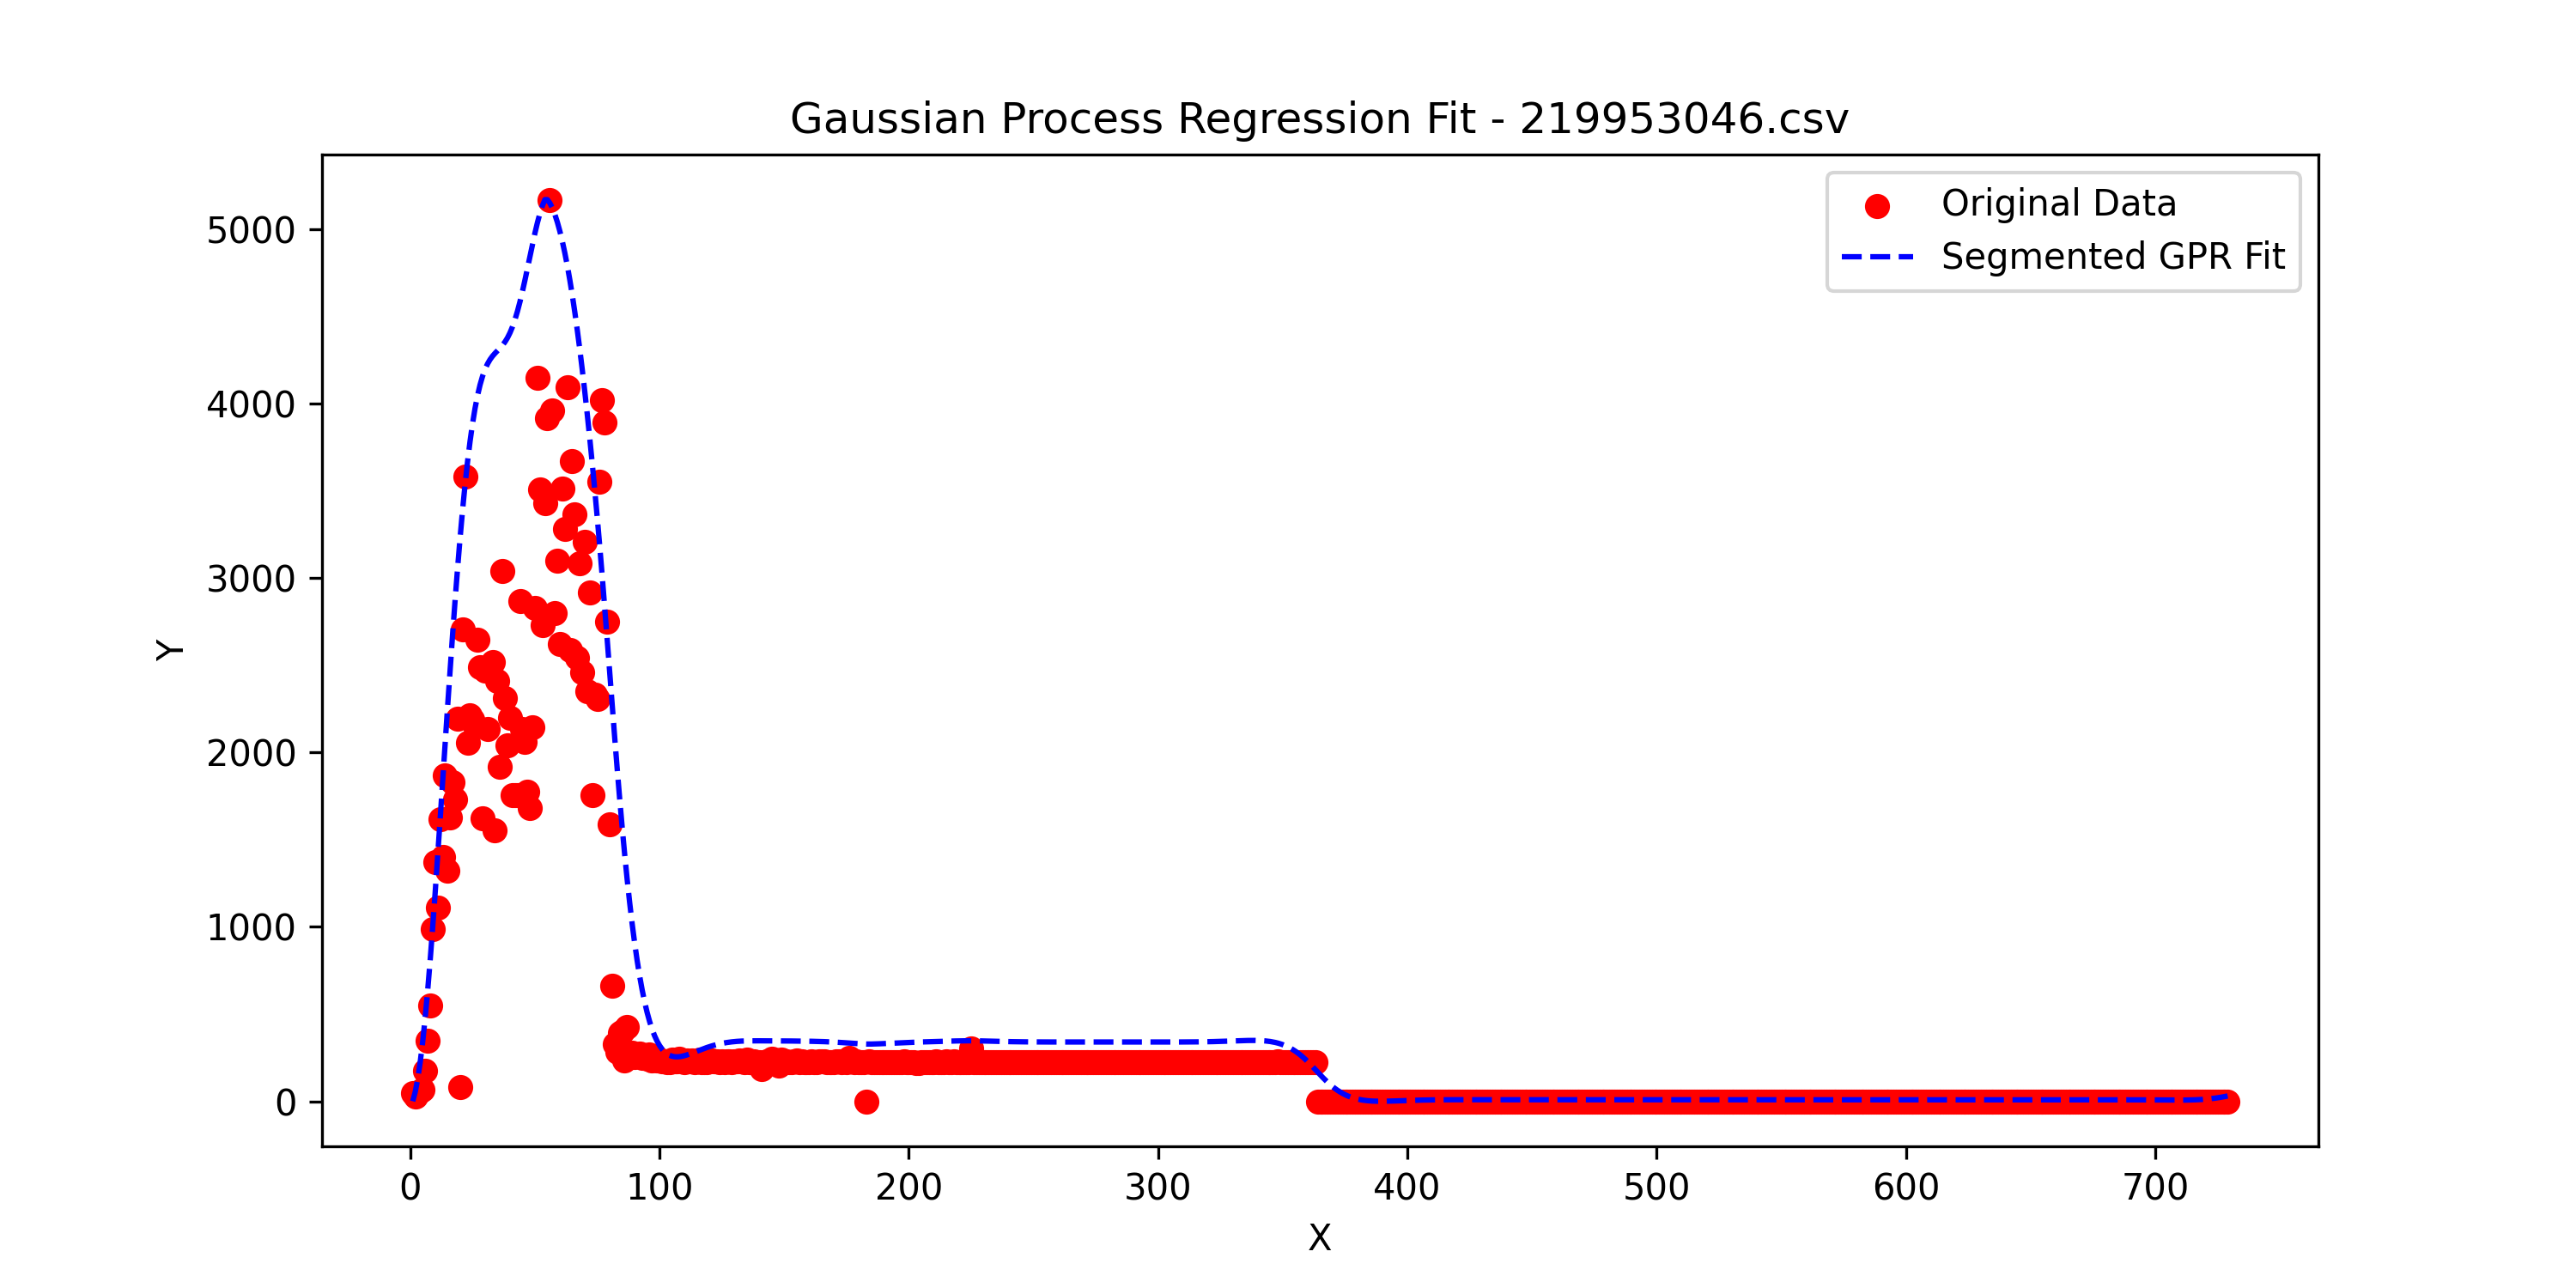 Gaussian Process Regression Fit - 219953046.csv
Original Data
Segmented GPR Fit
5000
4000
3000
2000
1000
0
Y
0 100 200 300 400 500 600 700
X